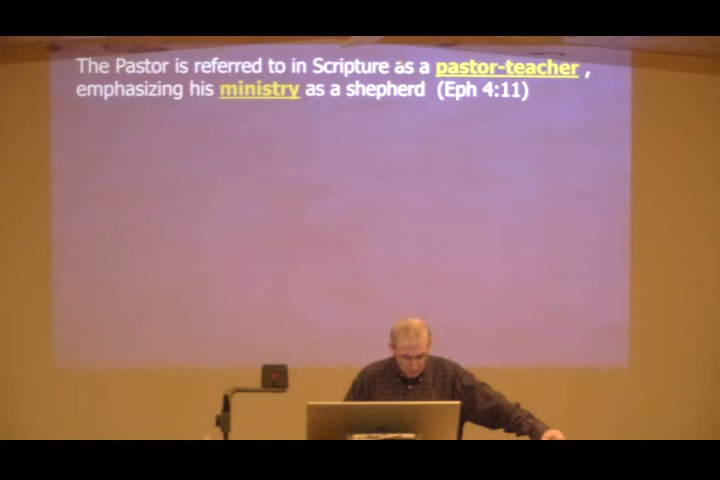 The Pastor is referred to in Scripture as a pastor-teacher ,
emphasizing his ministry as a shepherd (Eph 4:11)